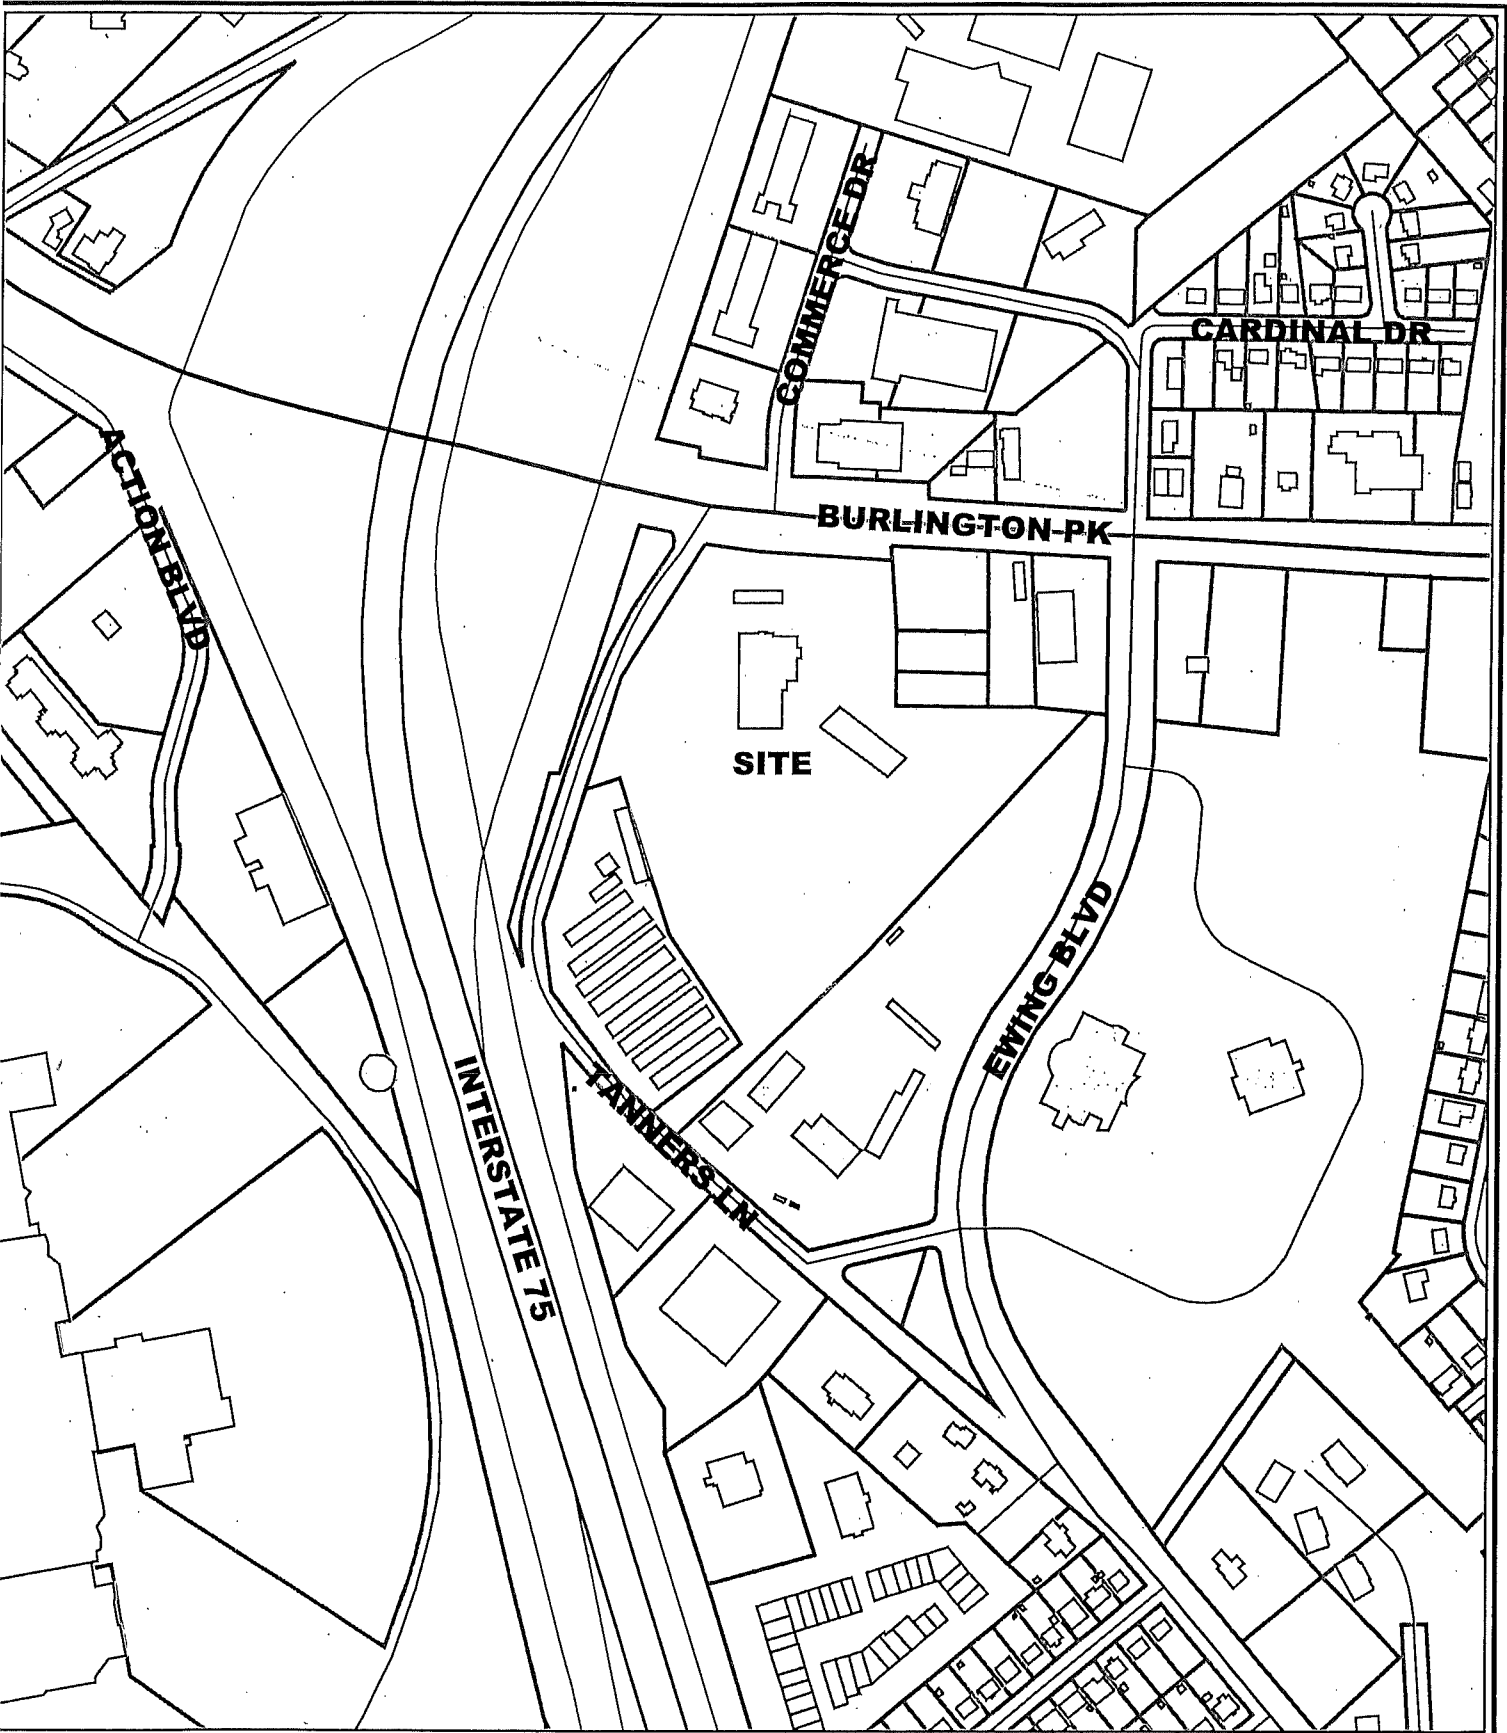 COMMERCE DR
CARDINAL DR
ACTION BLVD
BURLINGTON PK
SITE
EWING BLVD
INTERSTATE 75
TANNERS LN